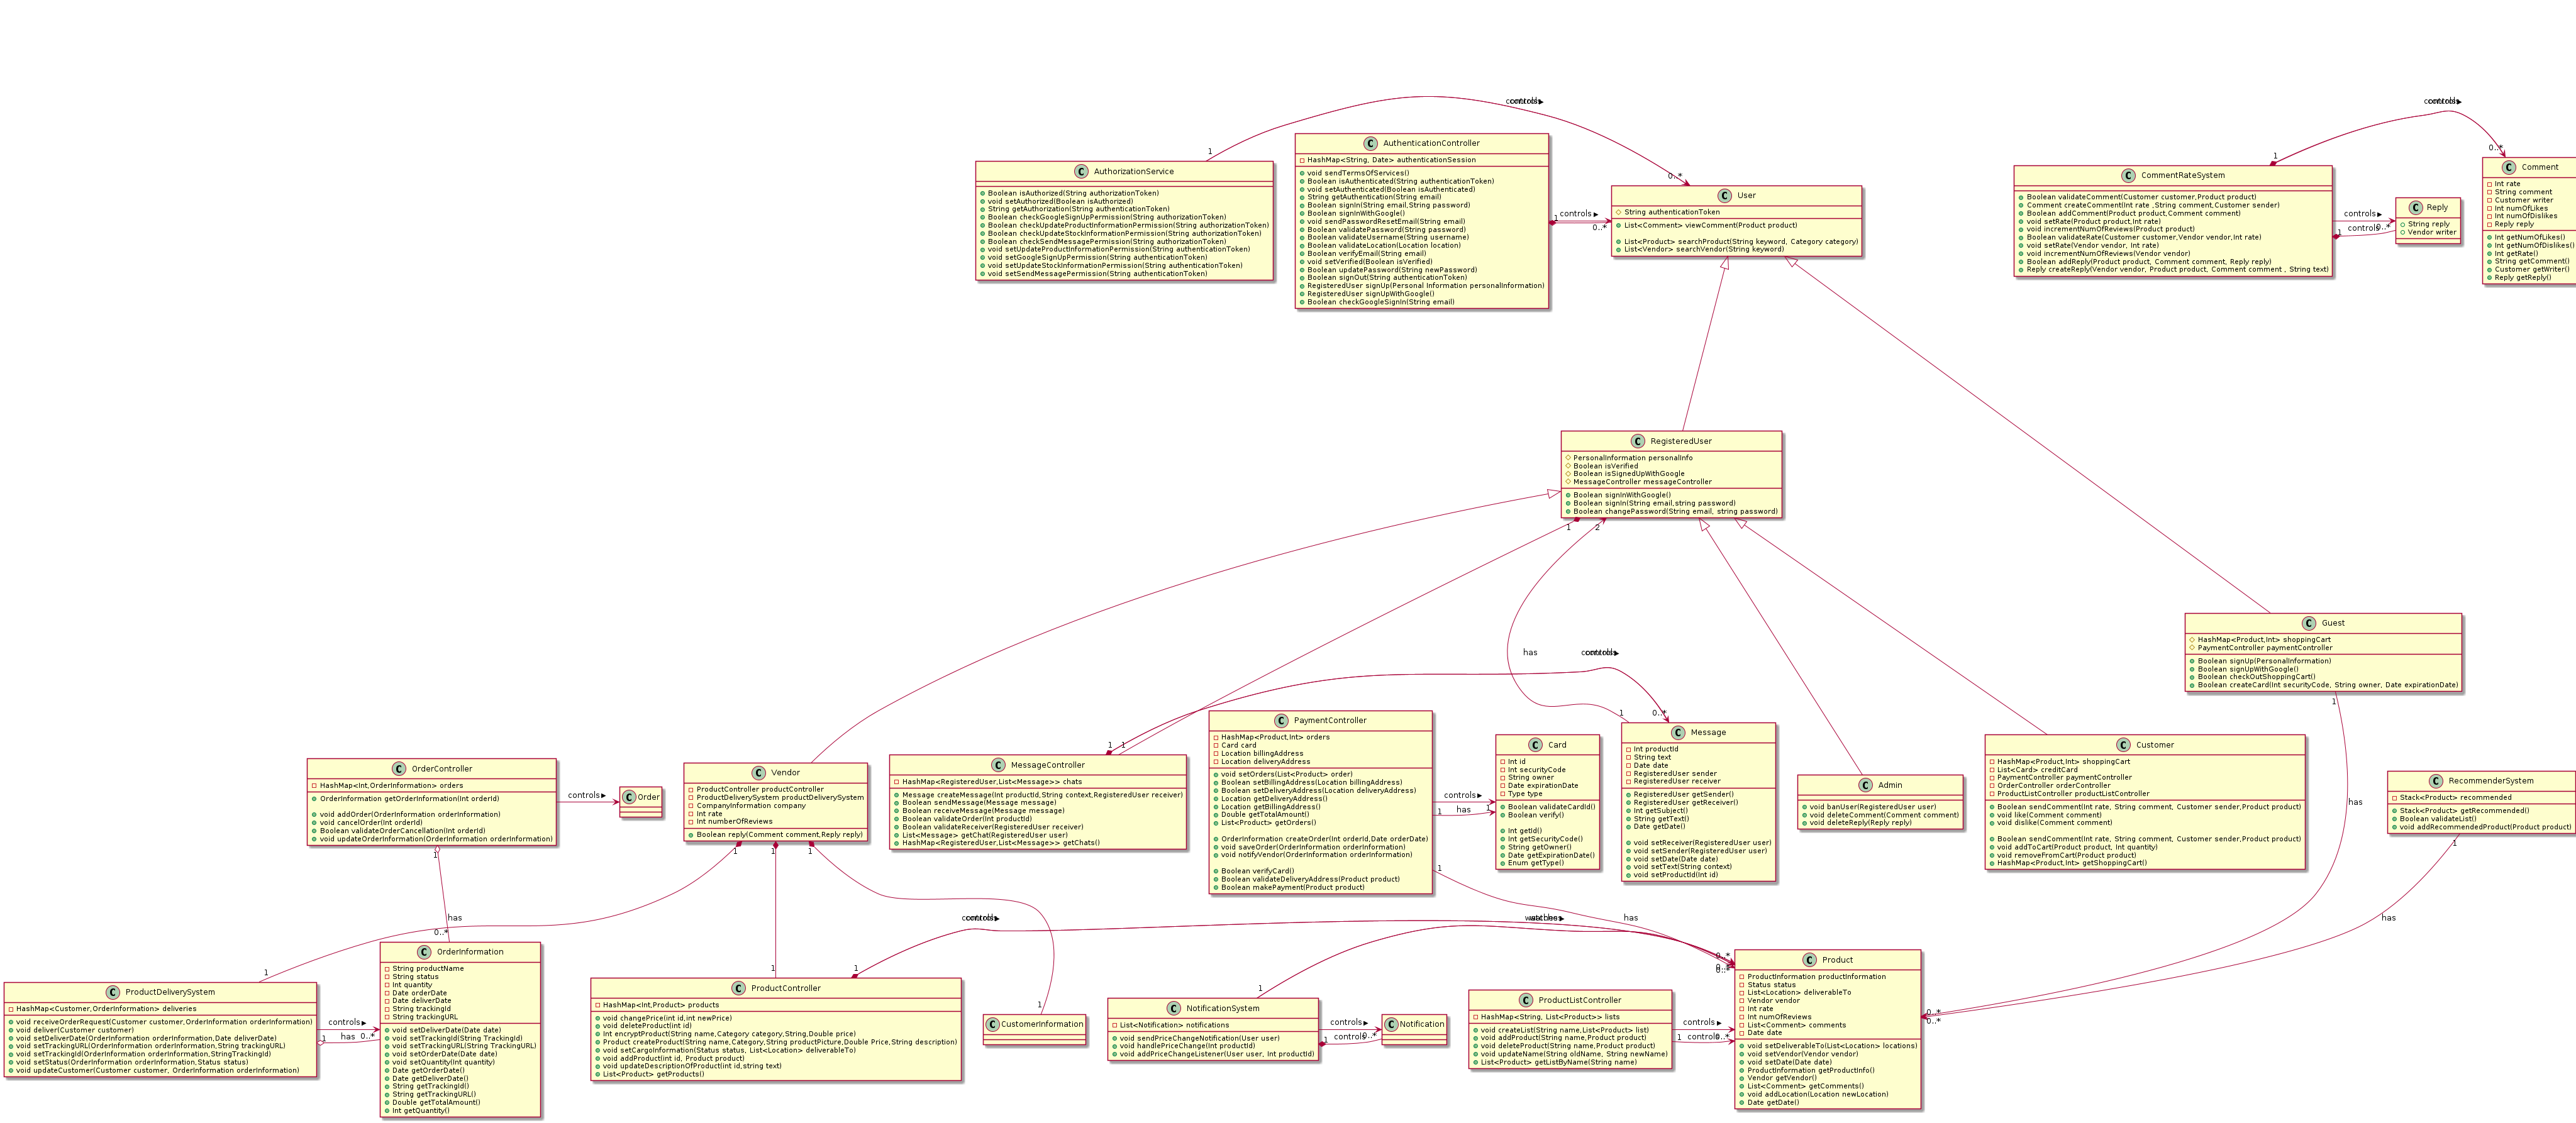 controls
controls
AuthorizationService
Boolean isAuthorized(String authorizationToken)
void setAuthorized(Boolean isAuthorized)
String getAuthorization(String authenticationToken)
Boolean checkGoogleSignUpPermission(String authorizationToken)
Boolean checkUpdateProductInformationPermission(String authorizationToken)
Boolean checkUpdateStockInformationPermission(String authorizationToken)
Boolean checkSendMessagePermission(String authorizationToken)
void setUpdateProductInformationPermission(String authenticationToken)
void setGoogleSignUpPermission(String authenticationToken)
void setUpdateStockInformationPermission(String authenticationToken)
void setSendMessagePermission(String authenticationToken)
1
0..*
AuthenticationController
HashMap<String, Date> authenticationSession
void sendTermsOfServices()
Boolean isAuthenticated(String authenticationToken)
void setAuthenticated(Boolean isAuthenticated)
String getAuthentication(String email)
Boolean signIn(String email,String password)
Boolean signInWithGoogle()
void sendPasswordResetEmail(String email)
Boolean validatePassword(String password)
Boolean validateUsername(String username)
Boolean validateLocation(Location location)
Boolean verifyEmail(String email)
void setVerified(Boolean isVerified)
Boolean updatePassword(String newPassword)
Boolean signOut(String authenticationToken)
RegisteredUser signUp(Personal Information personalInformation)
RegisteredUser signUpWithGoogle()
Boolean checkGoogleSignIn(String email)
controls
1
0..*
User
String authenticationToken
List<Comment> viewComment(Product product)
List<Product> searchProduct(String keyword, Category category)
List<Vendor> searchVendor(String keyword)
CommentRateSystem
Boolean validateComment(Customer customer,Product product)
Comment createComment(Int rate ,String comment,Customer sender)
Boolean addComment(Product product,Comment comment)
void setRate(Product product,Int rate)
void incrementNumOfReviews(Product product)
Boolean validateRate(Customer customer,Vendor vendor,Int rate)
void setRate(Vendor vendor, Int rate)
void incrementNumOfReviews(Vendor vendor)
Boolean addReply(Product product, Comment comment, Reply reply)
Reply createReply(Vendor vendor, Product product, Comment comment , String text)
1
0..*
controls
1
controls
0..*
Reply
String reply
Vendor writer
Comment
Int rate
String comment
Customer writer
Int numOfLikes
Int numOfDislikes
Reply reply
Int getNumOfLikes()
Int getNumOfDislikes()
Int getRate()
String getComment()
Customer getWriter()
Reply getReply()
RegisteredUser
PersonalInformation personalInfo
Boolean isVerified
Boolean isSignedUpWithGoogle
MessageController messageController
Boolean signInWithGoogle()
Boolean signIn(String email,string password)
Boolean changePassword(String email, string password)
1
2
has
controls
Guest
HashMap<Product,Int> shoppingCart
PaymentController paymentController
Boolean signUp(PersonalInformation)
Boolean signUpWithGoogle()
Boolean checkOutShoppingCart()
Boolean createCard(Int securityCode, String owner, Date expirationDate)
1
has
OrderController
HashMap<Int,OrderInformation> orders
OrderInformation getOrderInformation(Int orderId)
void addOrder(OrderInformation orderInformation)
void cancelOrder(Int orderId)
Boolean validateOrderCancellation(Int orderId)
void updateOrderInformation(OrderInformation orderInformation)
controls
Order
1
has
0..*
Vendor
ProductController productController
ProductDeliverySystem productDeliverySystem
CompanyInformation company
Int rate
Int numberOfReviews
Boolean reply(Comment comment,Reply reply)
1
1
1
MessageController
HashMap<RegisteredUser,List<Message>> chats
Message createMessage(Int productId,String context,RegisteredUser receiver)
Boolean sendMessage(Message message)
Boolean receiveMessage(Message message)
Boolean validateOrder(Int productId)
Boolean validateReceiver(RegisteredUser receiver)
List<Message> getChat(RegisteredUser user)
HashMap<RegisteredUser,List<Message>> getChats()
1
1
PaymentController
HashMap<Product,Int> orders
Card card
Location billingAddress
Location deliveryAddress
void setOrders(List<Product> order)
Boolean setBillingAddress(Location billingAddress)
Boolean setDeliveryAddress(Location deliveryAddress)
Location getDeliveryAddress()
Location getBillingAddress()
Double getTotalAmount()
List<Product> getOrders()
OrderInformation createOrder(Int orderId,Date orderDate)
void saveOrder(OrderInformation orderInformation)
void notifyVendor(OrderInformation orderInformation)
Boolean verifyCard()
Boolean validateDeliveryAddress(Product product)
Boolean makePayment(Product product)
controls
1
has
1
1
has
Card
Int id
Int securityCode
String owner
Date expirationDate
Type type
Boolean validateCardId()
Boolean verify()
Int getId()
Int getSecurityCode()
String getOwner()
Date getExpirationDate()
Enum getType()
1
0..*
Message
Int productId
String text
Date date
RegisteredUser sender
RegisteredUser receiver
RegisteredUser getSender()
RegisteredUser getReceiver()
Int getSubject()
String getText()
Date getDate()
void setReceiver(RegisteredUser user)
void setSender(RegisteredUser user)
void setDate(Date date)
void setText(String context)
void setProductId(Int id)
Admin
void banUser(RegisteredUser user)
void deleteComment(Comment comment)
void deleteReply(Reply reply)
Customer
HashMap<Product,Int> shoppingCart
List<Card> creditCard
PaymentController paymentController
OrderController orderController
ProductListController productListController
Boolean sendComment(Int rate, String comment, Customer sender,Product product)
void like(Comment comment)
void dislike(Comment comment)
Boolean sendComment(Int rate, String comment, Customer sender,Product product)
void addToCart(Product product, Int quantity)
void removeFromCart(Product product)
HashMap<Product,Int> getShoppingCart()
RecommenderSystem
Stack<Product> recommended
Stack<Product> getRecommended()
Boolean validateList()
void addRecommendedProduct(Product product)
1
has
ProductDeliverySystem
HashMap<Customer,OrderInformation> deliveries
void receiveOrderRequest(Customer customer,OrderInformation orderInformation)
void deliver(Customer customer)
void setDeliverDate(OrderInformation orderInformation,Date deliverDate)
void setTrackingURL(OrderInformation orderInformation,String trackingURL)
void setTrackingId(OrderInformation orderInformation,StringTrackingId)
void setStatus(OrderInformation orderInformation,Status status)
void updateCustomer(Customer customer, OrderInformation orderInformation)
1
controls
1
has
0..*
OrderInformation
String productName
String status
Int quantity
Date orderDate
Date deliverDate
String trackingId
String trackingURL
void setDeliverDate(Date date)
void setTrackingId(String TrackingId)
void setTrackingURL(String TrackingURL)
void setQuantity(Int quantity)
void setOrderDate(Date date)
Date getOrderDate()
Date getDeliverDate()
String getTrackingId()
String getTrackingURL()
Double getTotalAmount()
Int getQuantity()
controls
ProductController
HashMap<Int,Product> products
void changePrice(int id,int newPrice)
void deleteProduct(int id)
Int encryptProduct(String name,Category category,String,Double price)
Product createProduct(String name,Category,String productPicture,Double Price,String description)
void setCargoInformation(Status status, List<Location> deliverableTo)
void addProduct(int id, Product product)
void updateDescriptionOfProduct(int id,string text)
List<Product> getProducts()
1
1
1
CustomerInformation
NotificationSystem
List<Notification> notifications
void sendPriceChangeNotification(User user)
void handlePriceChange(Int productId)
void addPriceChangeListener(User user, Int productId)
1
controls
1
controls
0..*
Notification
ProductListController
HashMap<String, List<Product>> lists
void createList(String name,List<Product> list)
void addProduct(String name,Product product)
void deleteProduct(String name,Product product)
void updateName(String oldName, String newName)
List<Product> getListByName(String name)
controls
1
controls
0..*
0..*
Product
ProductInformation productInformation
Status status
List<Location> deliverableTo
Vendor vendor
Int rate
Int numOfReviews
List<Comment> comments
Date date
void setDeliverableTo(List<Location> locations)
void setVendor(Vendor vendor)
void setDate(Date date)
ProductInformation getProductInfo()
Vendor getVendor()
List<Comment> getComments()
void addLocation(Location newLocation)
Date getDate()
0..*
0..*